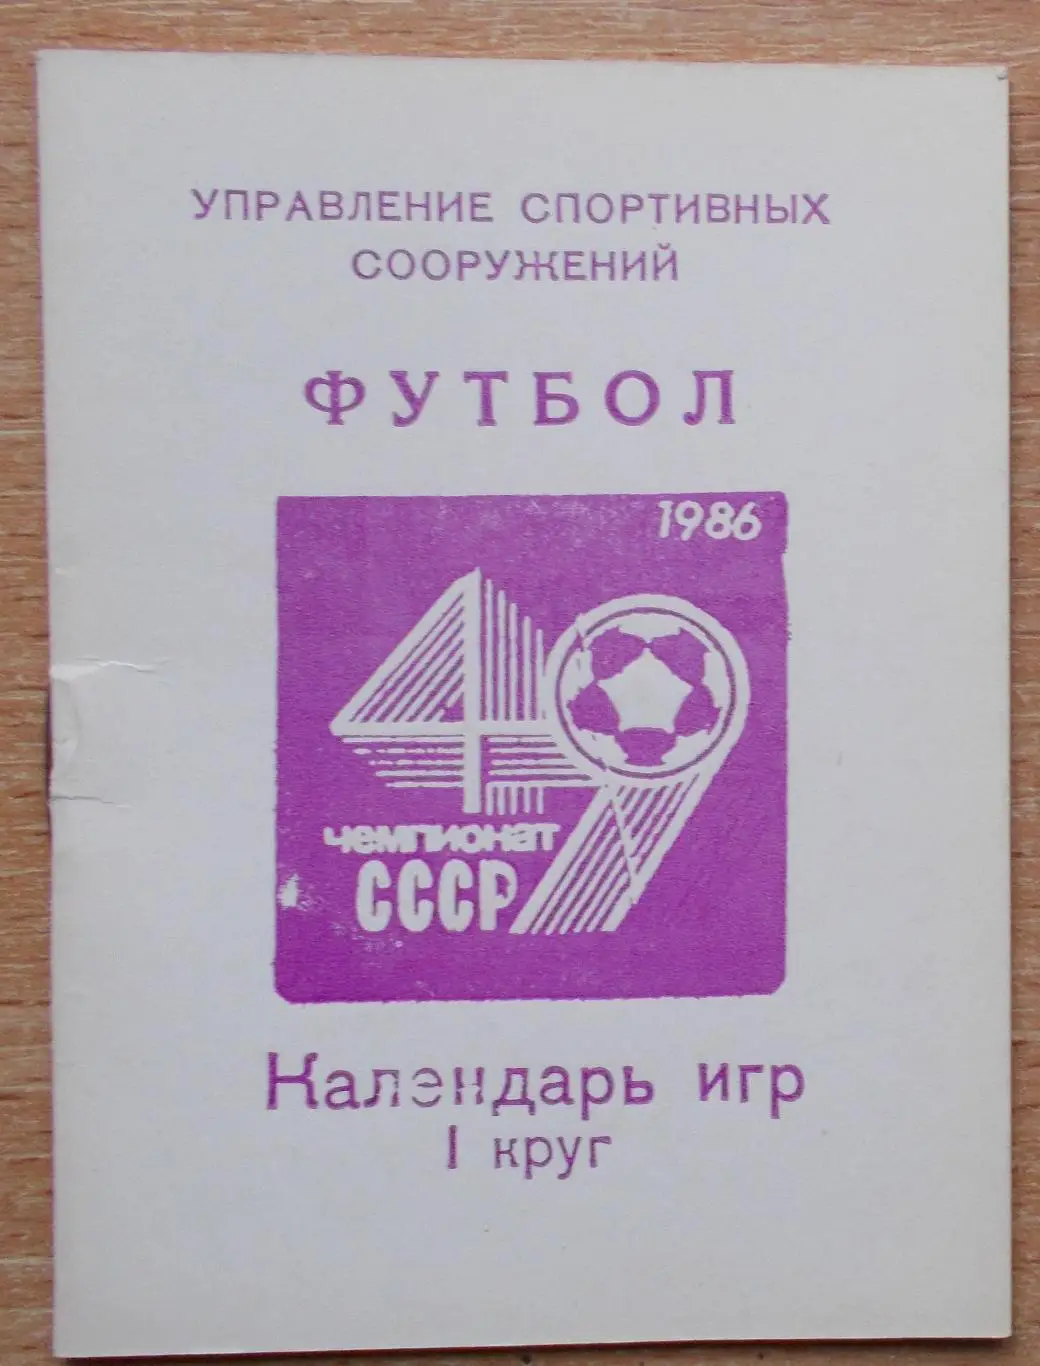 УПРАВЛЕНИЕ СПОРТИВНЫХ
СООРУЖЕНИЙ
ФУТБОЛ
1986
49
чемпионат
СССР
Календарь игр
I круг